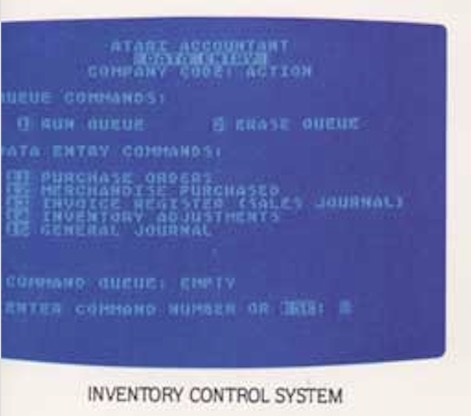 ATARI ACCOUNTANT
DATA ENTRY
COMPANY CODE: ACTION
QUEUE COMMANDS:
RUN QUEUE ERASE QUEUE
DATA ENTRY COMMANDS:
PURCHASE ORDERS
MERCHANDISE PURCHASED
INVOICE REGISTER (SALES JOURNAL)
INVENTORY ADJUSTMENTS
GENERAL JOURNAL
COMMAND QUEUE: EMPTY
ENTER COMMAND NUMBER OR
INVENTORY CONTROL SYSTEM